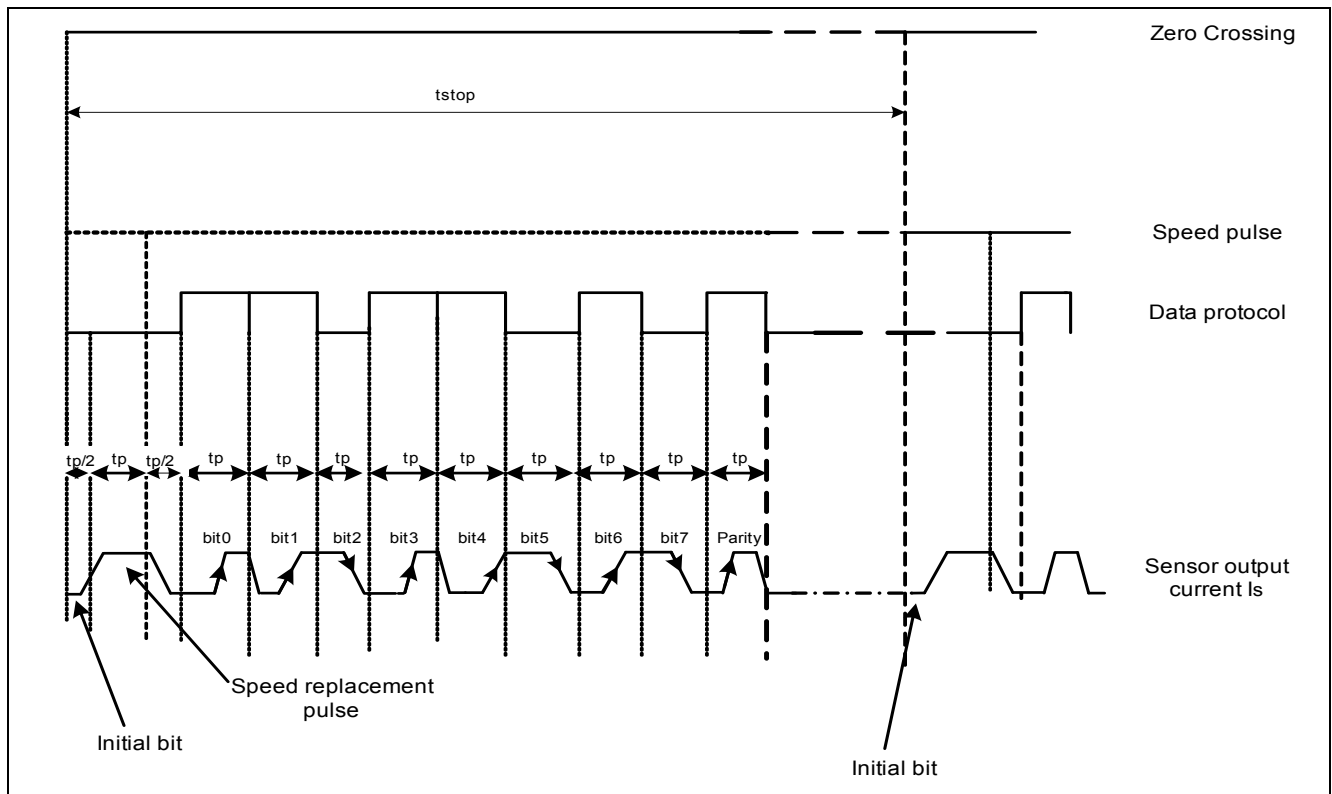 Zero Crossing
tstop
Speed pulse
Data protocol
tp/2 tp tp/2 tp tp tp tp tp tp tp tp tp
bit0 bit1 bit2 bit3 bit4 bit5 bit6 bit7 Parity
Sensor output
current Is
Speed replacement
pulse
Initial bit
Initial bit